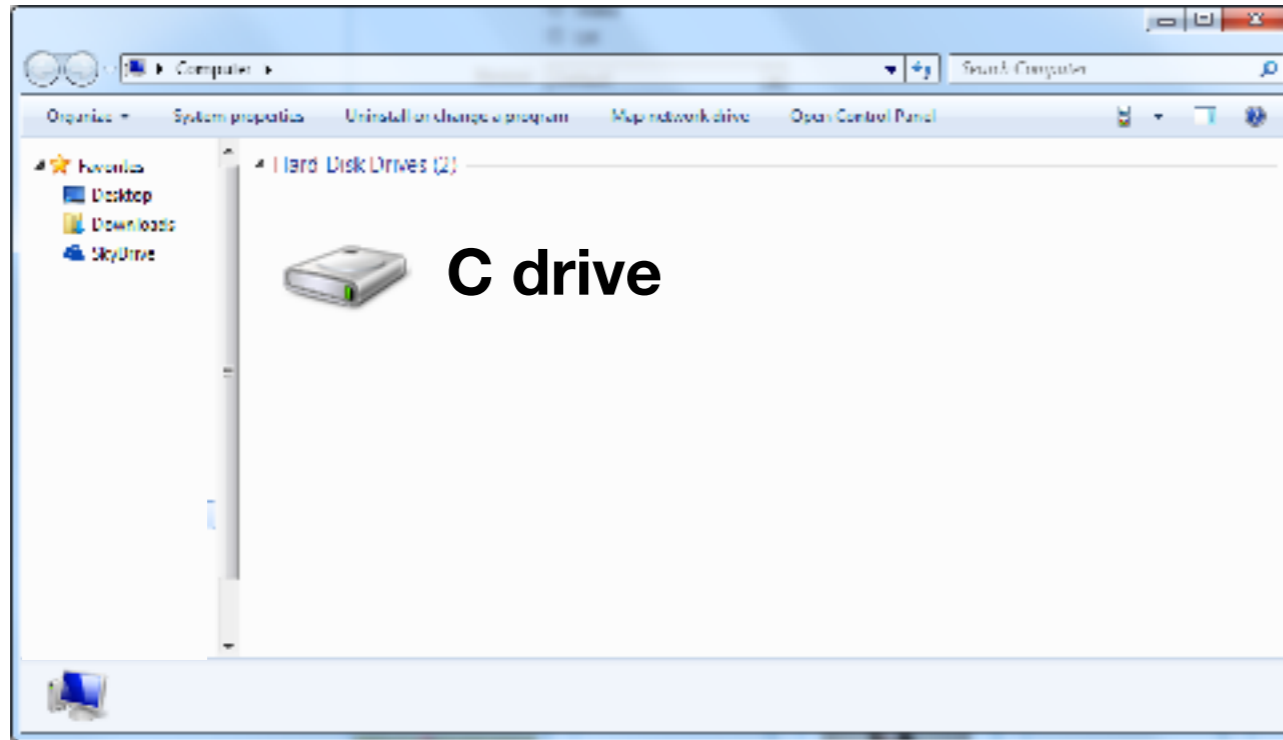 Computer
Search Computer
Organize
System properties
Uninstall or change a program
Map network drive
Open Control Panel
Favorites
Desktop
Downloads
SkyDrive
Hard Disk Drives (2)
C drive